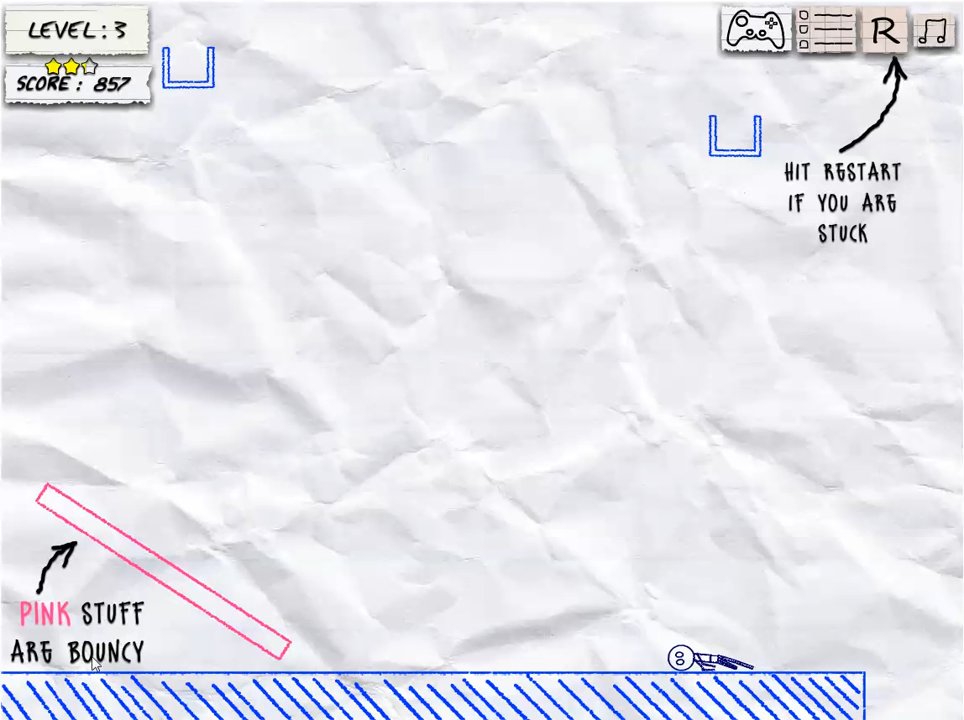 LEVEL: 3
SCORE: 857
R
HIT RESTART
IF YOU ARE
STUCK
PINK STUFF
ARE BOUNCY